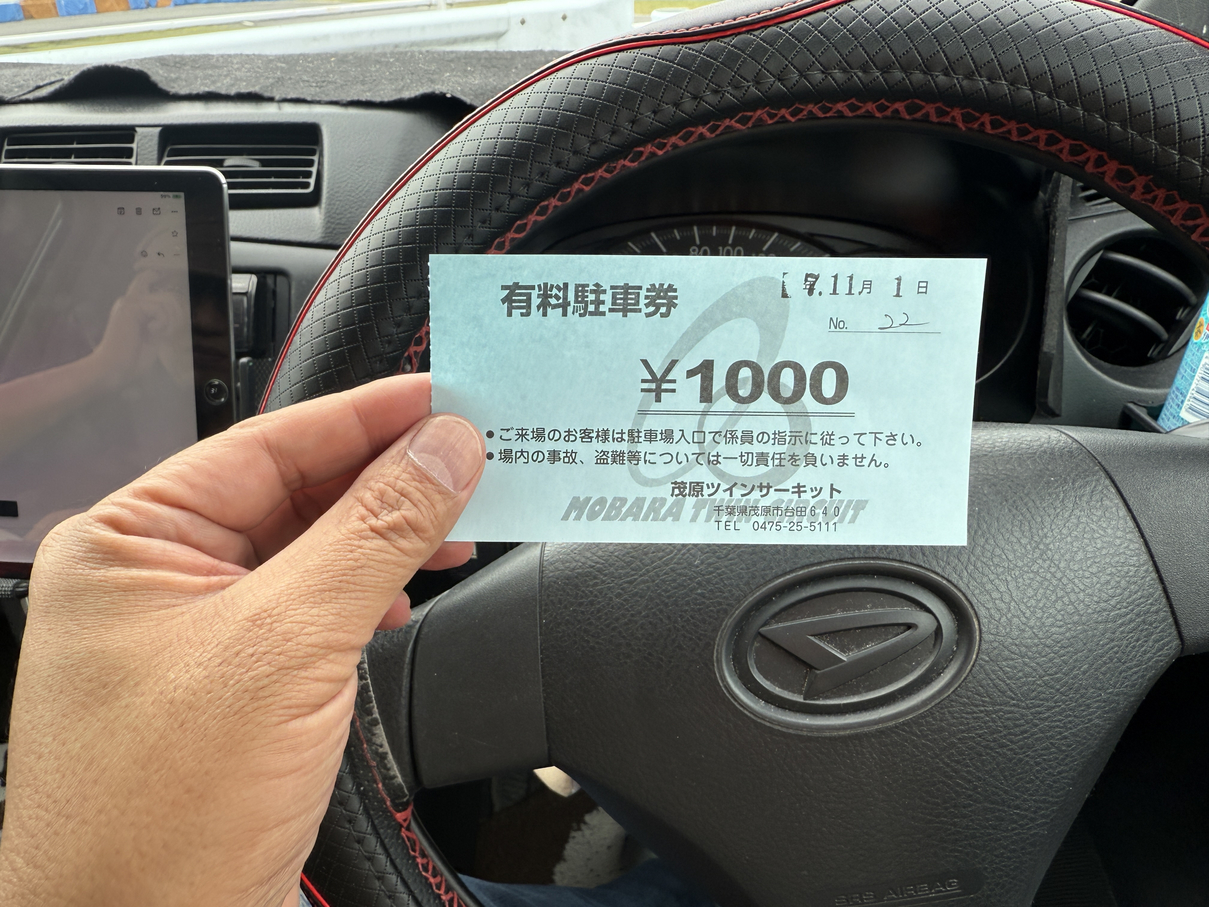 80 100
有料駐車券
7.11月 1日
No. 22
¥1000
●ご来場のお客様は駐車場入口で係員の指示に従って下さい。
●場内の事故、盗難等については一切責任を負いません。
茂原ツインサーキット
MOBARA TWIN CIRCUIT
千葉県茂原市台田640
TEL 0475-25-5111
SRS AIRBAG